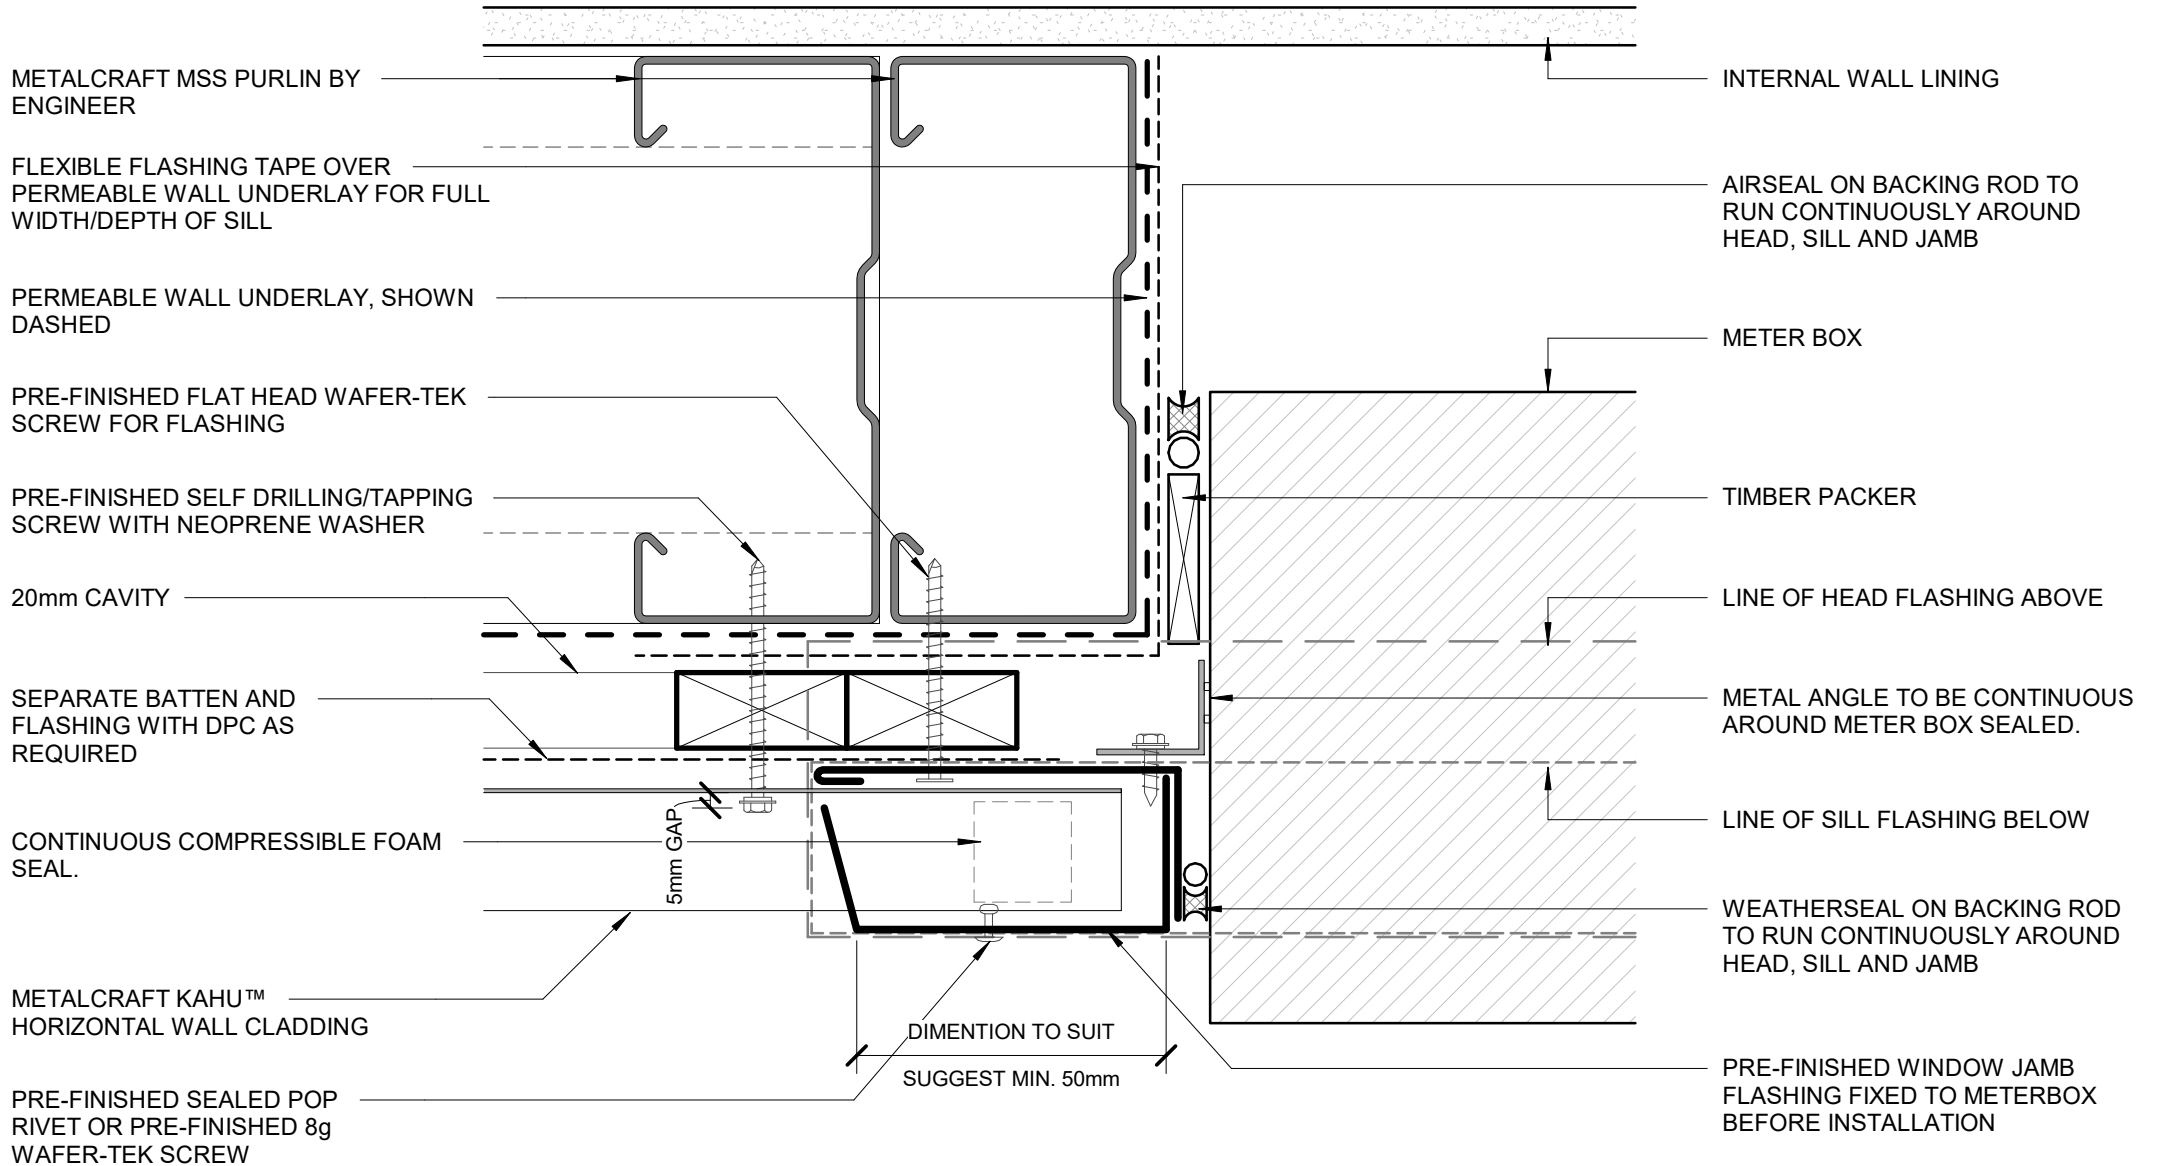 METALCRAFT MSS PURLIN BY
ENGINEER
FLEXIBLE FLASHING TAPE OVER
PERMEABLE WALL UNDERLAY FOR FULL
WIDTH/DEPTH OF SILL
PERMEABLE WALL UNDERLAY, SHOWN
DASHED
PRE-FINISHED FLAT HEAD WAFER-TEK
SCREW FOR FLASHING
PRE-FINISHED SELF DRILLING/TAPPING
SCREW WITH NEOPRENE WASHER
20mm CAVITY
SEPARATE BATTEN AND
FLASHING WITH DPC AS
REQUIRED
CONTINUOUS COMPRESSIBLE FOAM
SEAL.
METALCRAFT KAHU™
HORIZONTAL WALL CLADDING
PRE-FINISHED SEALED POP
RIVET OR PRE-FINISHED 8g
WAFER-TEK SCREW
5mm GAP
DIMENTION TO SUIT
SUGGEST MIN. 50mm
INTERNAL WALL LINING
AIRSEAL ON BACKING ROD TO
RUN CONTINUOUSLY AROUND
HEAD, SILL AND JAMB
METER BOX
TIMBER PACKER
LINE OF HEAD FLASHING ABOVE
METAL ANGLE TO BE CONTINUOUS
AROUND METER BOX SEALED.
LINE OF SILL FLASHING BELOW
WEATHERSEAL ON BACKING ROD
TO RUN CONTINUOUSLY AROUND
HEAD, SILL AND JAMB
PRE-FINISHED WINDOW JAMB
FLASHING FIXED TO METERBOX
BEFORE INSTALLATION